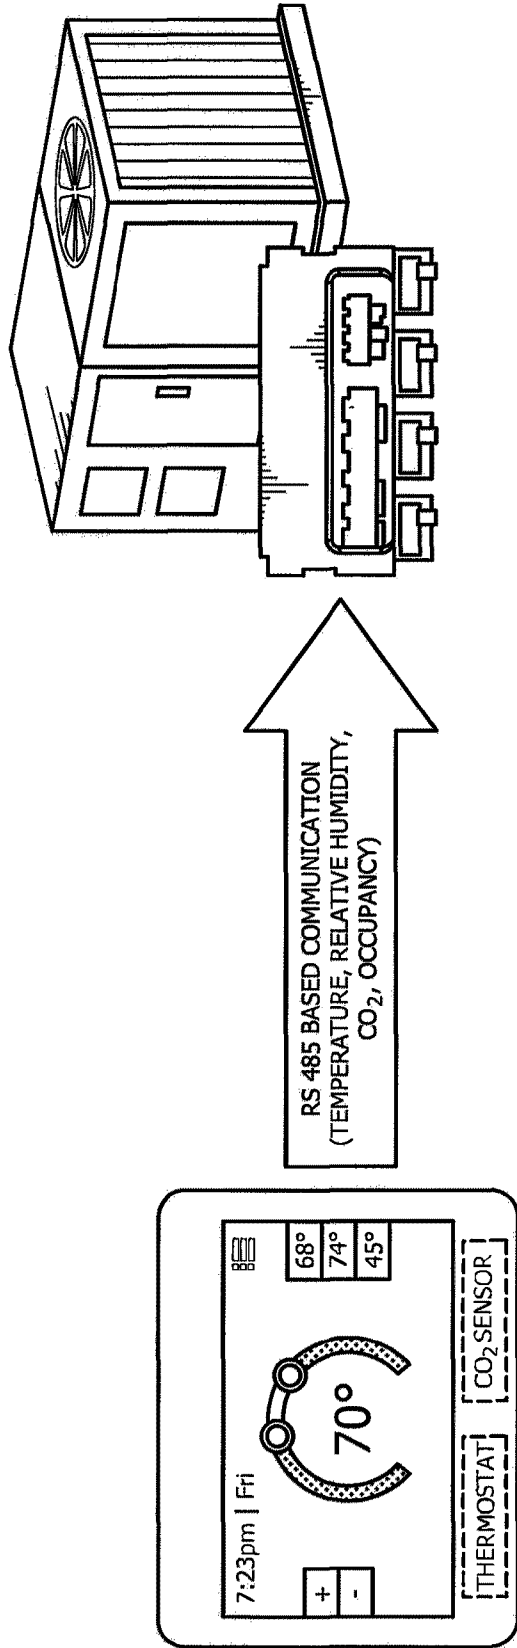 7:23pm | Fri
+
-
70°
68°
74°
45°
THERMOSTAT
CO₂ SENSOR
RS 485 BASED COMMUNICATION
(TEMPERATURE, RELATIVE HUMIDITY,
CO₂, OCCUPANCY)